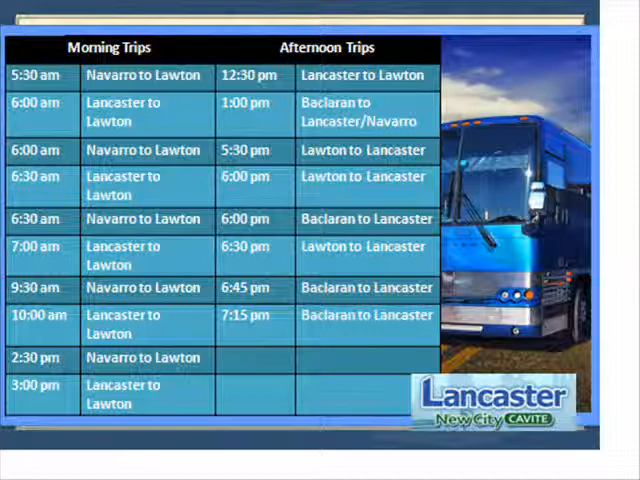 Morning Trips Afternoon Trips
5:30 am Navarro to Lawton 12:30 pm Lancaster to Lawton
6:00 am Lancaster to Lawton 1:00 pm Baclaran to Lancaster/Navarro
6:00 am Navarro to Lawton 5:30 pm Lawton to Lancaster
6:30 am Lancaster to Lawton 6:00 pm Lawton to Lancaster
6:30 am Navarro to Lawton 6:00 pm Baclaran to Lancaster
7:00 am Lancaster to Lawton 6:30 pm Lawton to Lancaster
9:30 am Navarro to Lawton 6:45 pm Baclaran to Lancaster
10:00 am Lancaster to Lawton 7:15 pm Baclaran to Lancaster
2:30 pm Navarro to Lawton
3:00 pm Lancaster to Lawton
Lancaster
New City CAVITE